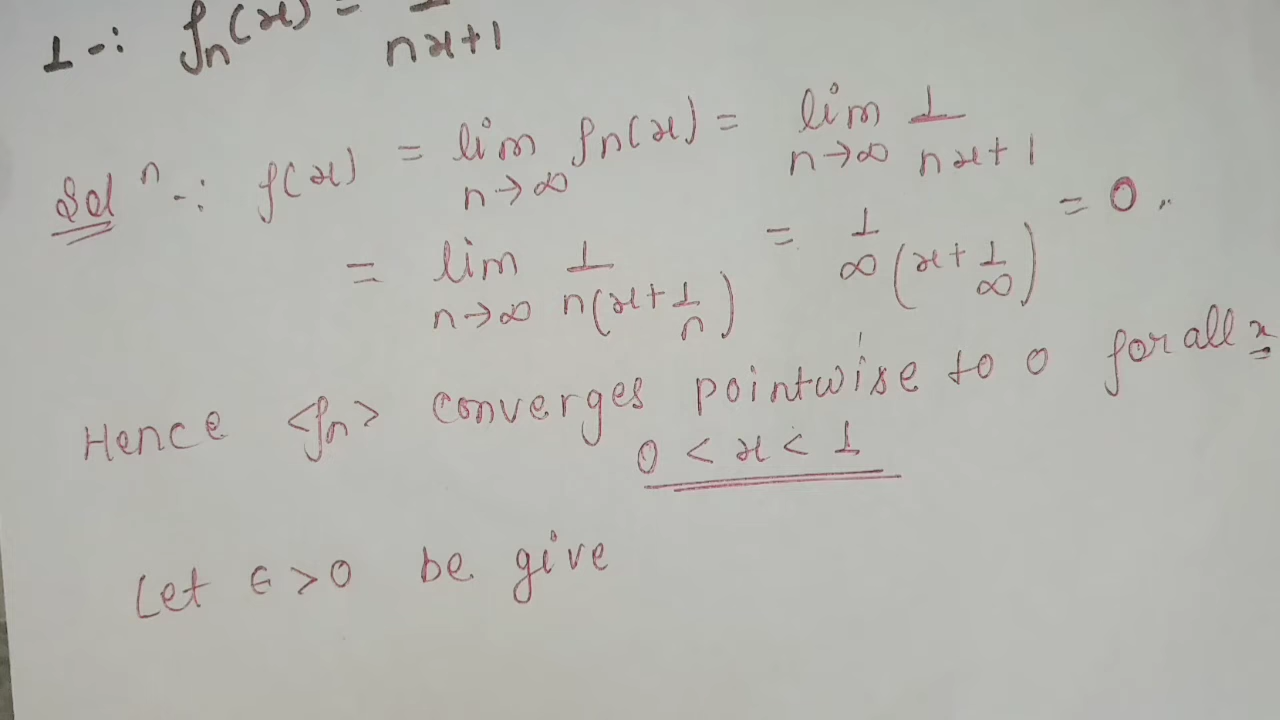 1-: fn(x) = 1/nx+1
Solⁿ -: f(x) = lim n→∞ fn(x) = lim n→∞ 1/nx+1
= lim n→∞ 1/n(x+1/n) = 1/∞(x+1/∞) = 0.
Hence <fn> converges pointwise to 0 for all x
0 < x < 1
Let ϵ > 0 be give